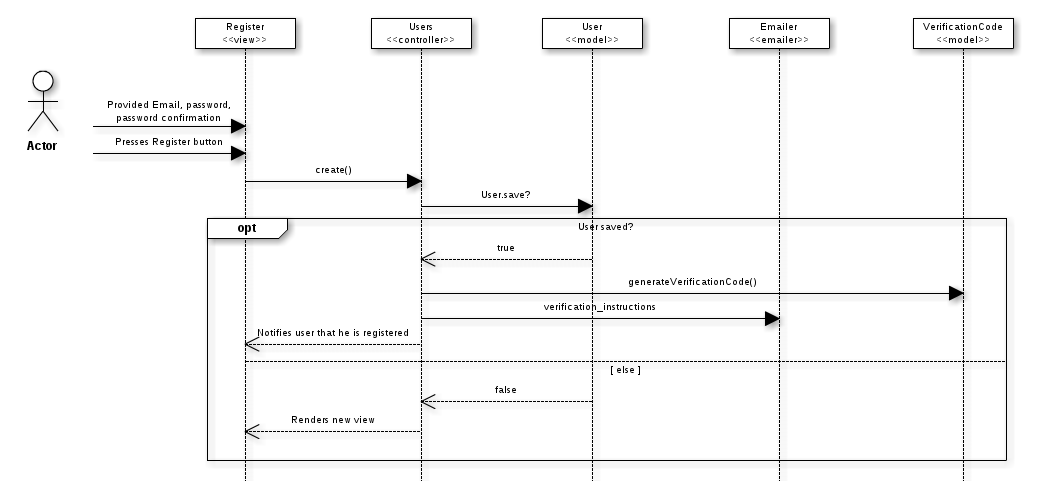 Register
<<view>>
Users
<<controller>>
User
<<model>>
Emailer
<<emailer>>
VerificationCode
<<model>>
Provided Email, password,
password confirmation
Actor
Presses Register button
create()
User.save?
opt
User saved?
true
generateVerificationCode()
verification_instructions
Notifies user that he is registered
[ else ]
false
Renders new view